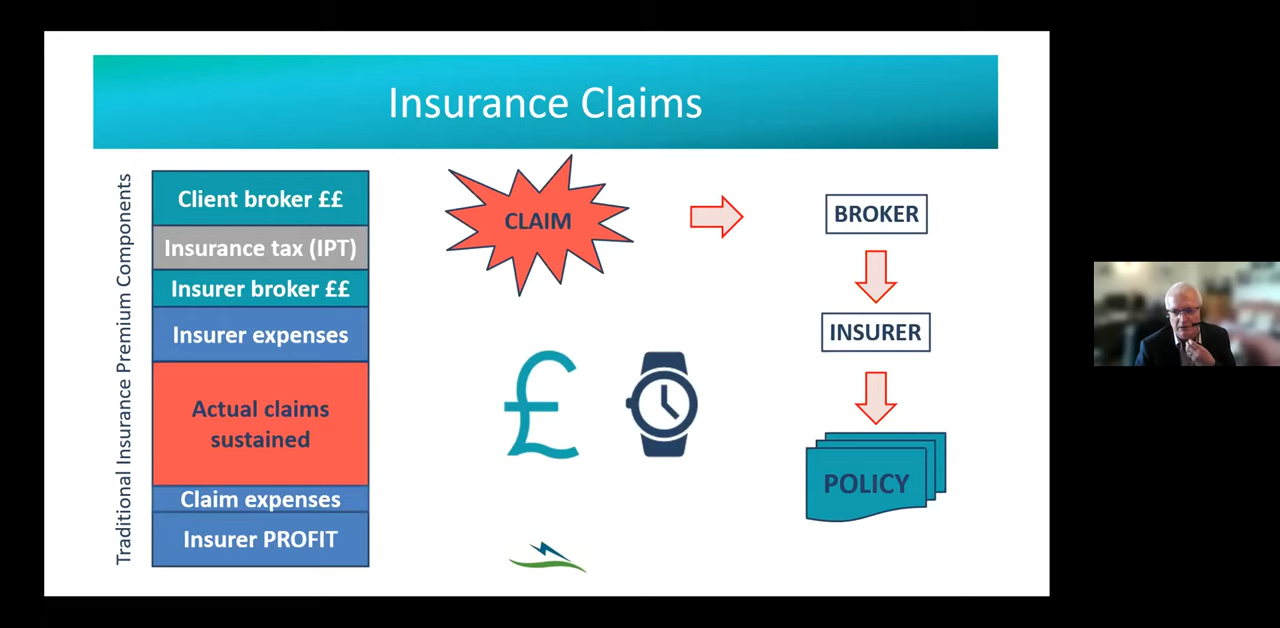 Insurance Claims
Traditional Insurance Premium Components
Client broker ££
Insurance tax (IPT)
Insurer broker ££
Insurer expenses
Actual claims
sustained
Claim expenses
Insurer PROFIT
CLAIM
£
BROKER
INSURER
POLICY